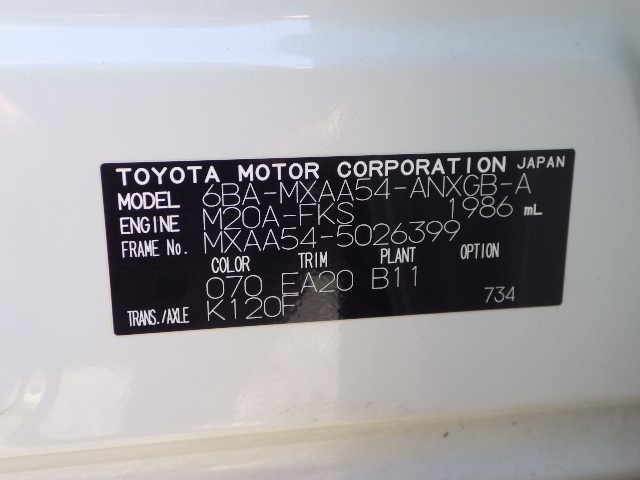 TOYOTA MOTOR CORPORATION JAPAN
MODEL 6BA-MXAA54-ANXGB-A
ENGINE M20A-FKS 1986 mL
FRAME No. MXAA54-5026399
COLOR TRIM PLANT OPTION
070 EA20 B11
TRANS./AXLE K120F 734